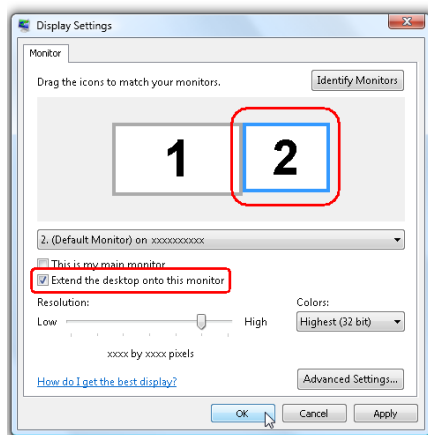 Display Settings
Monitor
Drag the icons to match your monitors.
Identify Monitors
1
2
2. (Default Monitor) on xxxxxxxxxx
This is my main monitor
Extend the desktop onto this monitor
Resolution:
Colors:
Low
High
Highest (32 bit)
xxxx by xxxx pixels
How do I get the best display?
Advanced Settings...
OK
Cancel
Apply